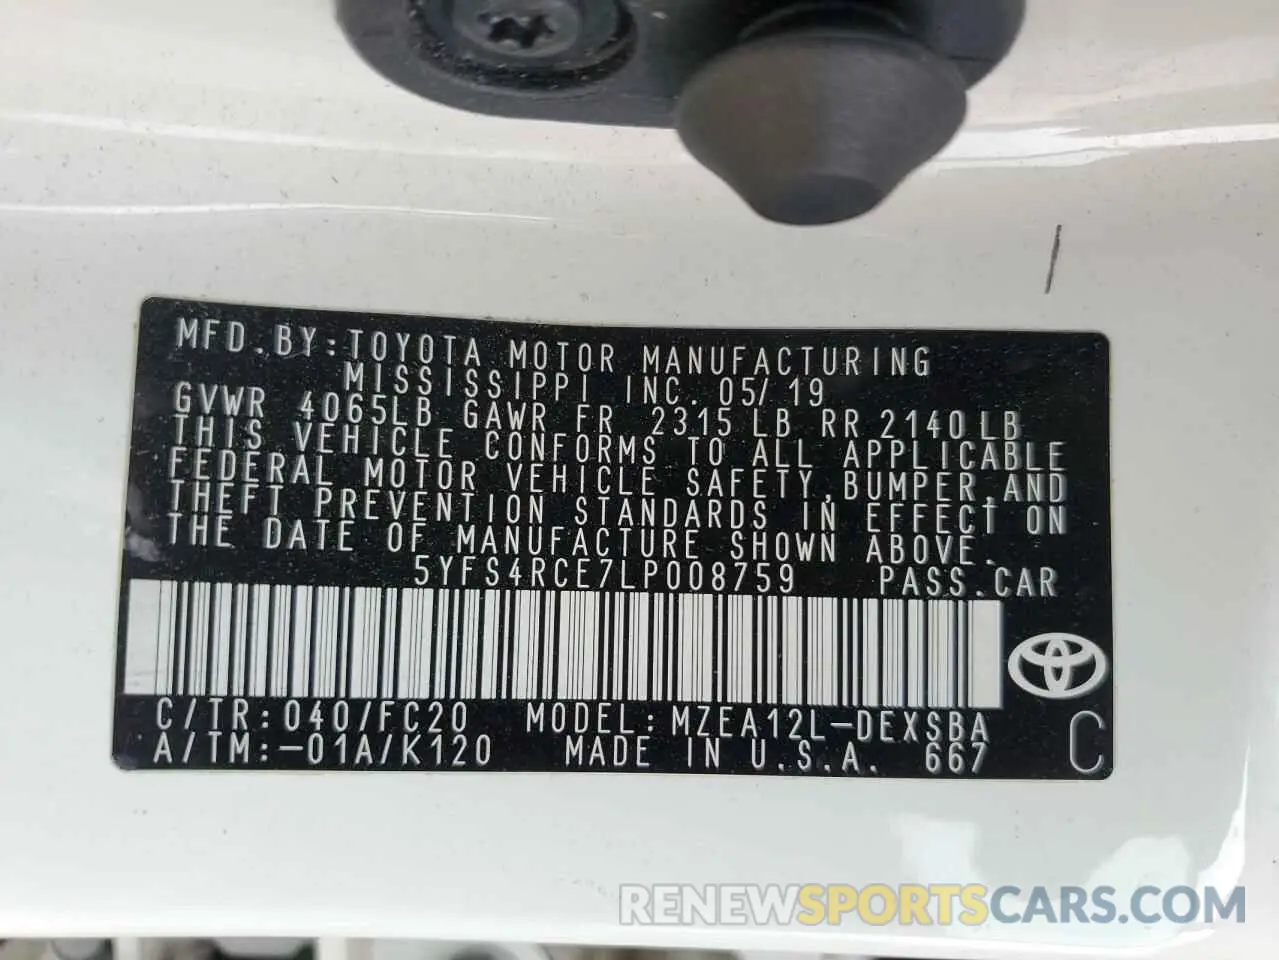 MFD.BY:TOYOTA MOTOR MANUFACTURING
MISSISSIPPI INC. 05/19
GVWR 4065LB GAWR FR 2315LB RR 2140LB
THIS VEHICLE CONFORMS TO ALL APPLICABLE
FEDERAL MOTOR VEHICLE SAFETY,BUMPER,AND
THEFT PREVENTION STANDARDS IN EFFECT ON
THE DATE OF MANUFACTURE SHOWN ABOVE.
5YFS4RCE7LP008759 PASS.CAR
C/TR:040/FC20 MODEL:MZEA12L-DEXSBA
A/TM:-01A/K120 MADE IN U.S.A. 667 C
RENEWSPORTSCARS.COM